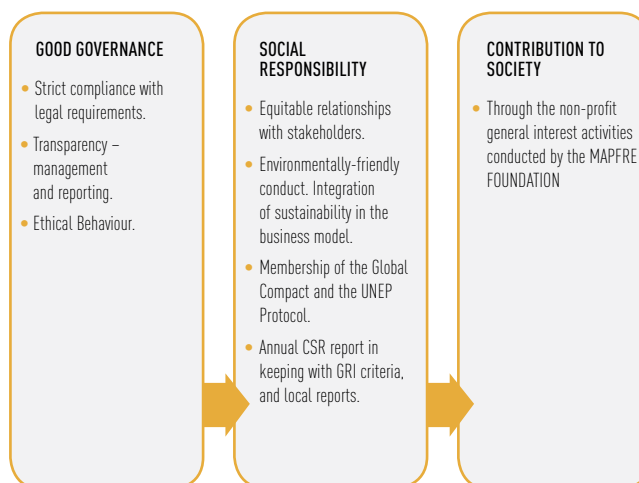 GOOD GOVERNANCE
• Strict compliance with
legal requirements.
• Transparency –
management
and reporting.
• Ethical Behaviour.
SOCIAL
RESPONSIBILITY
• Equitable relationships
with stakeholders.
• Environmentally-friendly
conduct. Integration
of sustainability in the
business model.
• Membership of the Global
Compact and the UNEP
Protocol.
• Annual CSR report in
keeping with GRI criteria,
and local reports.
CONTRIBUTION TO
SOCIETY
• Through the non-profit
general interest activities
conducted by the MAPFRE
FOUNDATION